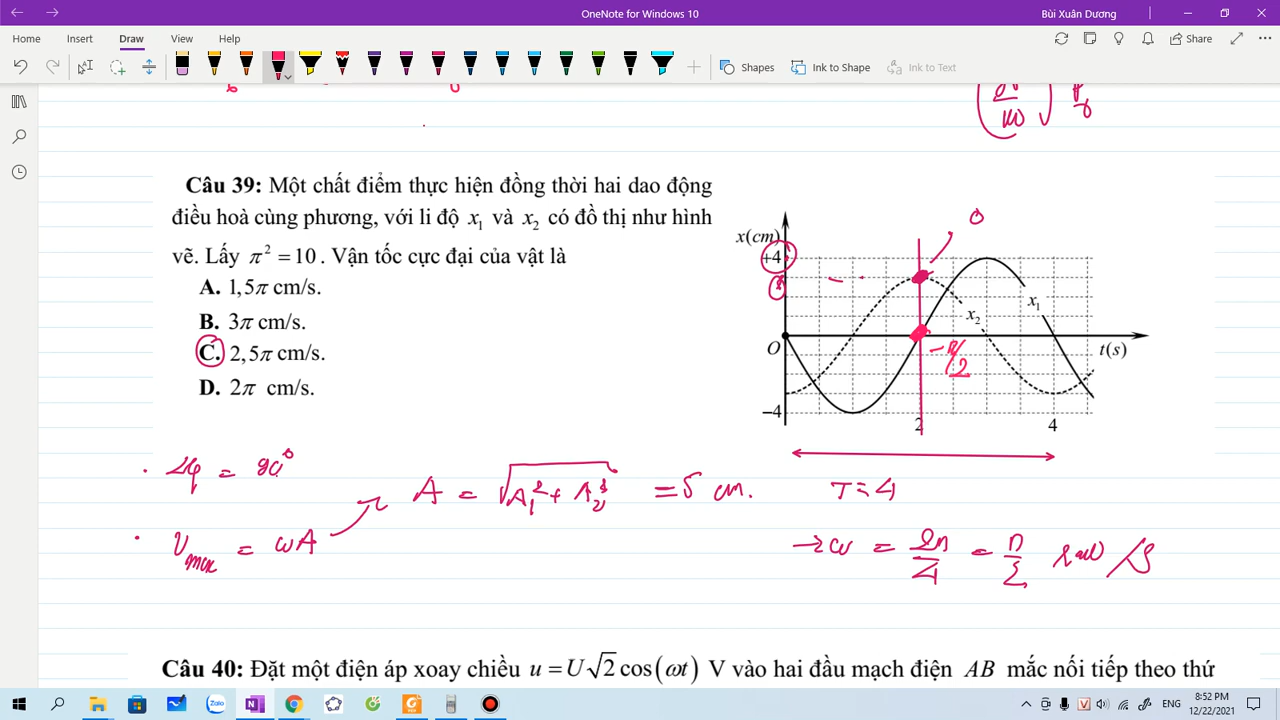 OneNote for Windows 10
Bùi Xuân Dương
Home Insert Draw View Help
Share
Shapes Ink to Shape Ink to Text
Câu 39: Một chất điểm thực hiện đồng thời hai dao động
điều hoà cùng phương, với li độ x₁ và x₂ có đồ thị như hình
vẽ. Lấy π² = 10. Vận tốc cực đại của vật là
A. 1,5π cm/s.
B. 3π cm/s.
C. 2,5π cm/s.
D. 2π cm/s.
0
x(cm)
+4
x₁
x₂
O
-π/2
t(s)
−4
2
4
Δφ = 90°
A = √(A₁² + A₂²) = 5 cm.
T = 4
Vmax = ωA
→ ω = 2π/4 = π/2 rad/s
Câu 40: Đặt một điện áp xoay chiều u = U√2 cos(ωt) V vào hai đầu mạch điện AB mắc nối tiếp theo thứ
Zalo
ENG
8:52 PM
12/22/2021